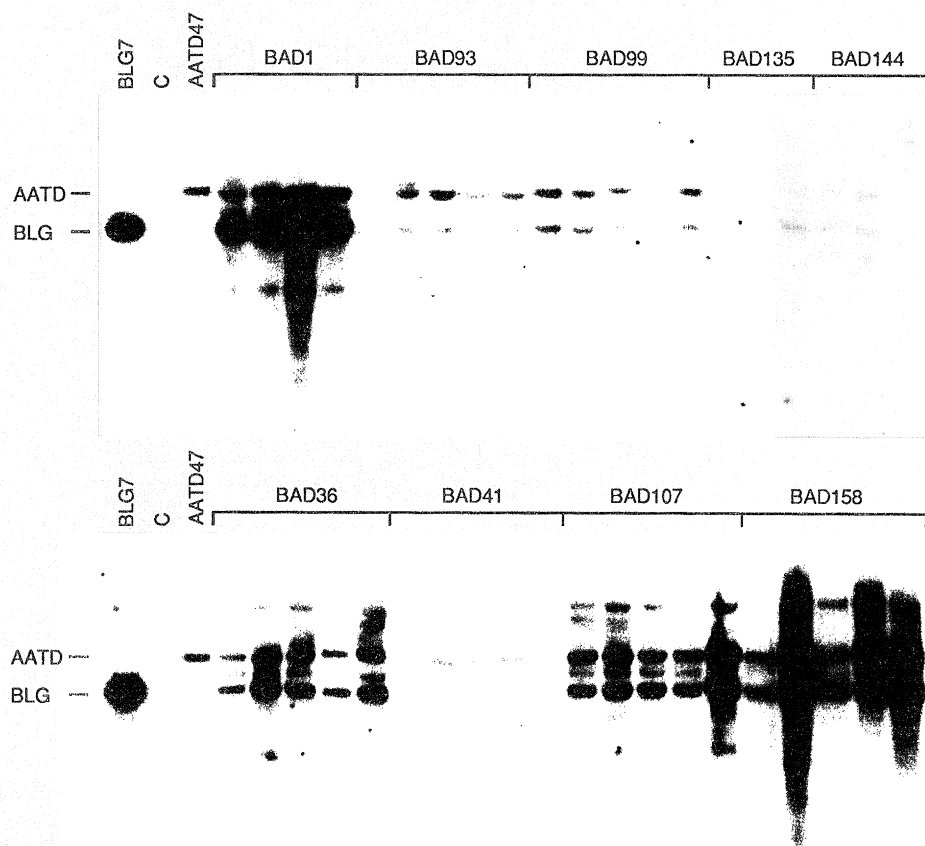 BLG7 C AATD47 BAD1 BAD93 BAD99 BAD135 BAD144
AATD
BLG
BLG7 C AATD47 BAD36 BAD41 BAD107 BAD158
AATD
BLG